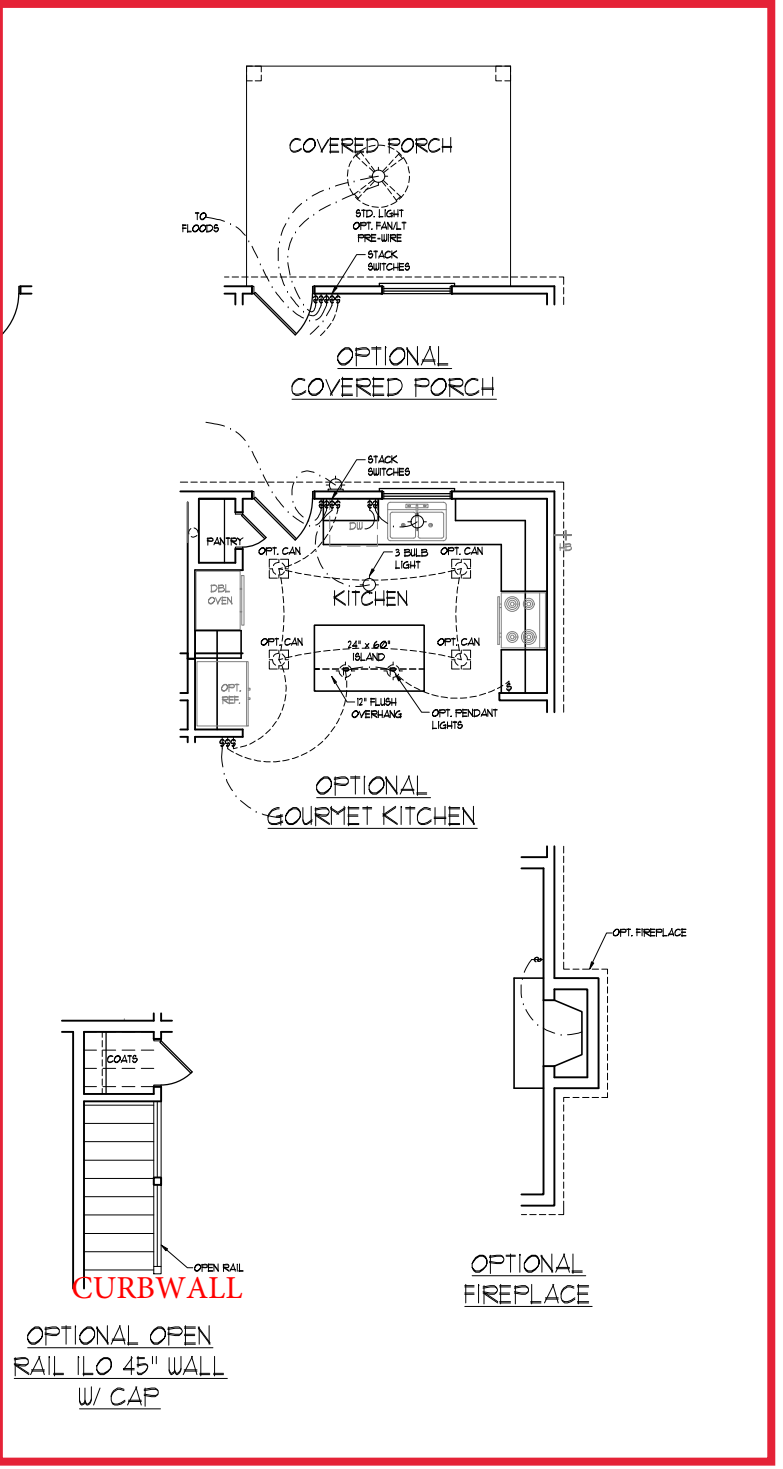 COVERED PORCH
TO
FLOODS
STD. LIGHT
OPT. FAN/LT
PRE-WIRE
STACK
SWITCHES
OPTIONAL
COVERED PORCH
STACK
SWITCHES
PANTRY
DW
HB
OPT. CAN
3 BULB
LIGHT
OPT. CAN
DBL
OVEN
KITCHEN
OPT. CAN
24" x 60"
ISLAND
OPT. CAN
OPT.
REF.
12" FLUSH
OVERHANG
OPT. PENDANT
LIGHTS
OPTIONAL
GOURMET KITCHEN
OPT. FIREPLACE
COATS
OPEN RAIL
CURBWALL
OPTIONAL
FIREPLACE
OPTIONAL OPEN
RAIL ILO 45" WALL
W/ CAP